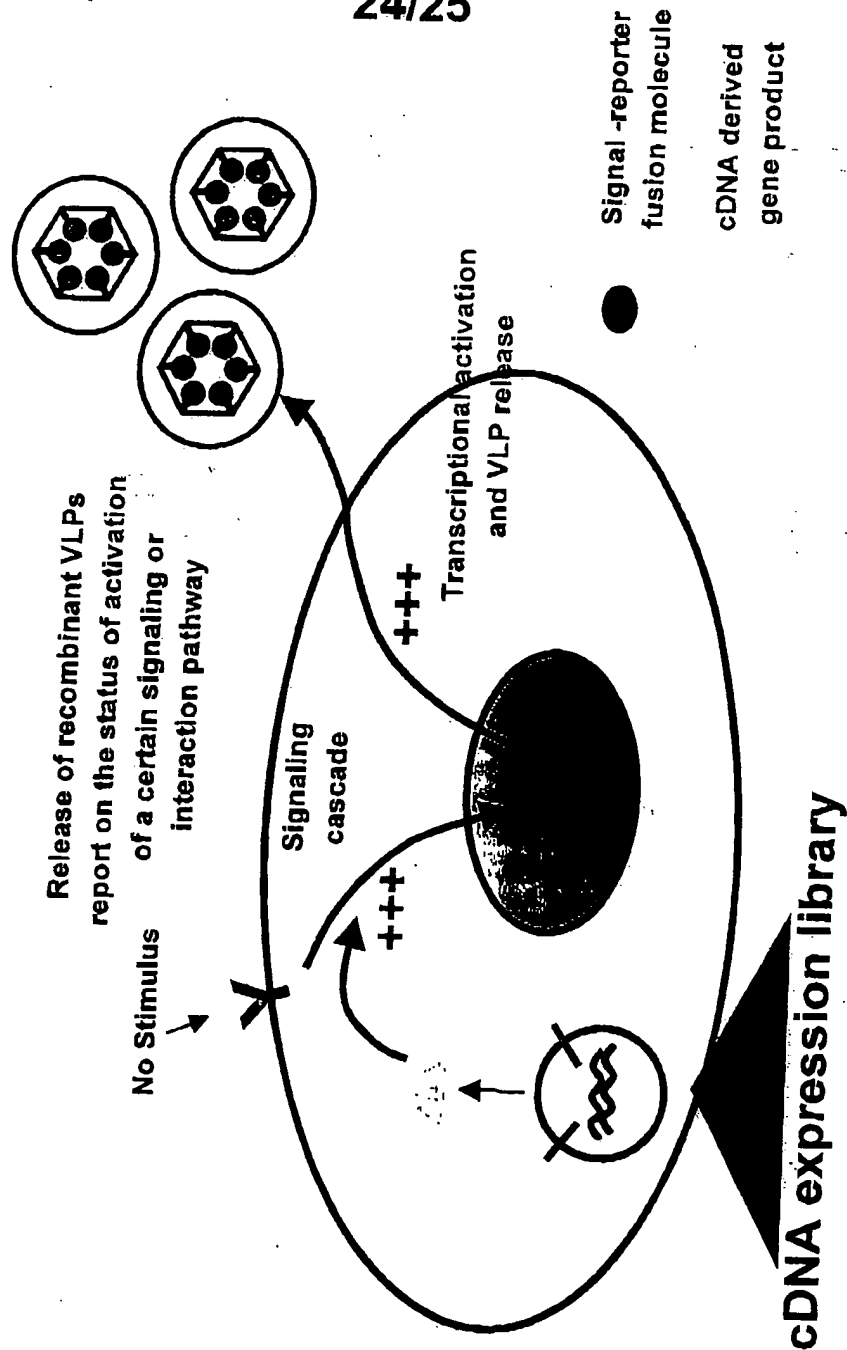 24/25
Release of recombinant VLPs
report on the status of activation
of a certain signaling or
interaction pathway
No Stimulus
Signaling
cascade
+++
+++
Transcriptional activation
and VLP release
Signal -reporter
fusion molecule
cDNA derived
gene product
cDNA expression library